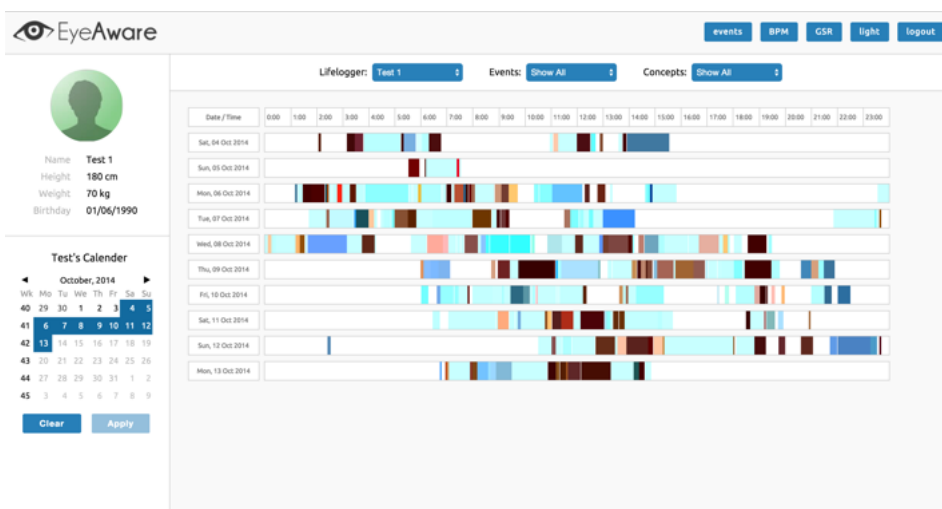 EyeAware
events BPM GSR light logout
Lifelogger: Test 1 Events: Show All Concepts: Show All
Name Test 1
Height 180 cm
Weight 70 kg
Birthday 01/06/1990
Test's Calender
October, 2014
Wk Mo Tu We Th Fr Sa Su
40 29 30 1 2 3 4 5
41 6 7 8 9 10 11 12
42 13 14 15 16 17 18 19
43 20 21 22 23 24 25 26
44 27 28 29 30 31 1 2
45 3 4 5 6 7 8 9
Clear Apply
Date / Time 0:00 1:00 2:00 3:00 4:00 5:00 6:00 7:00 8:00 9:00 10:00 11:00 12:00 13:00 14:00 15:00 16:00 17:00 18:00 19:00 20:00 21:00 22:00 23:00
Sat, 04 Oct 2014
Sun, 05 Oct 2014
Mon, 06 Oct 2014
Tue, 07 Oct 2014
Wed, 08 Oct 2014
Thu, 09 Oct 2014
Fri, 10 Oct 2014
Sat, 11 Oct 2014
Sun, 12 Oct 2014
Mon, 13 Oct 2014